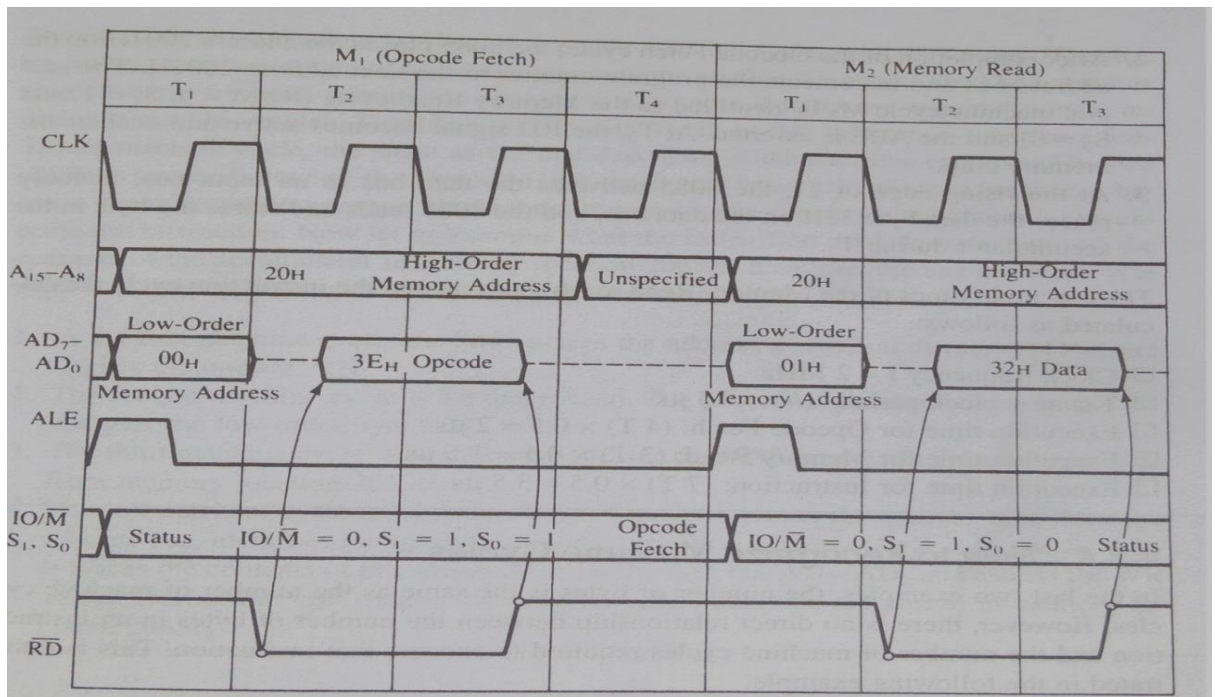 M₁ (Opcode Fetch) M₂ (Memory Read)
T₁ T₂ T₃ T₄ T₁ T₂ T₃
CLK
A₁₅–A₈ 20H High-Order Memory Address Unspecified 20H High-Order Memory Address
AD₇–AD₀ Low-Order 00H Memory Address 3EH Opcode Low-Order 01H Memory Address 32H Data
ALE
IO/M̅ S₁, S₀ Status IO/M̅ = 0, S₁ = 1, S₀ = 1 Opcode Fetch IO/M̅ = 0, S₁ = 1, S₀ = 0 Status
R̅D̅